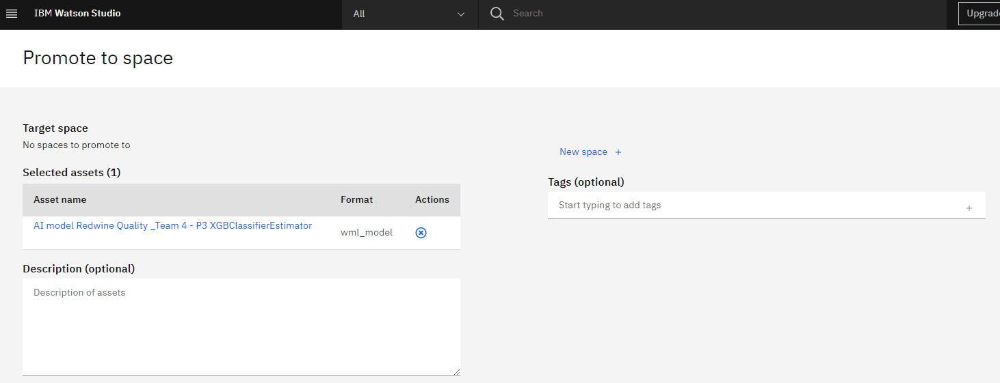 IBM Watson Studio
All
Search
Upgrad
Promote to space
Target space
No spaces to promote to
New space +
Selected assets (1)
Tags (optional)
Asset name Format Actions
Start typing to add tags +
AI model Redwine Quality _Team 4 - P3 XGBClassifierEstimator
wml_model
Description (optional)
Description of assets